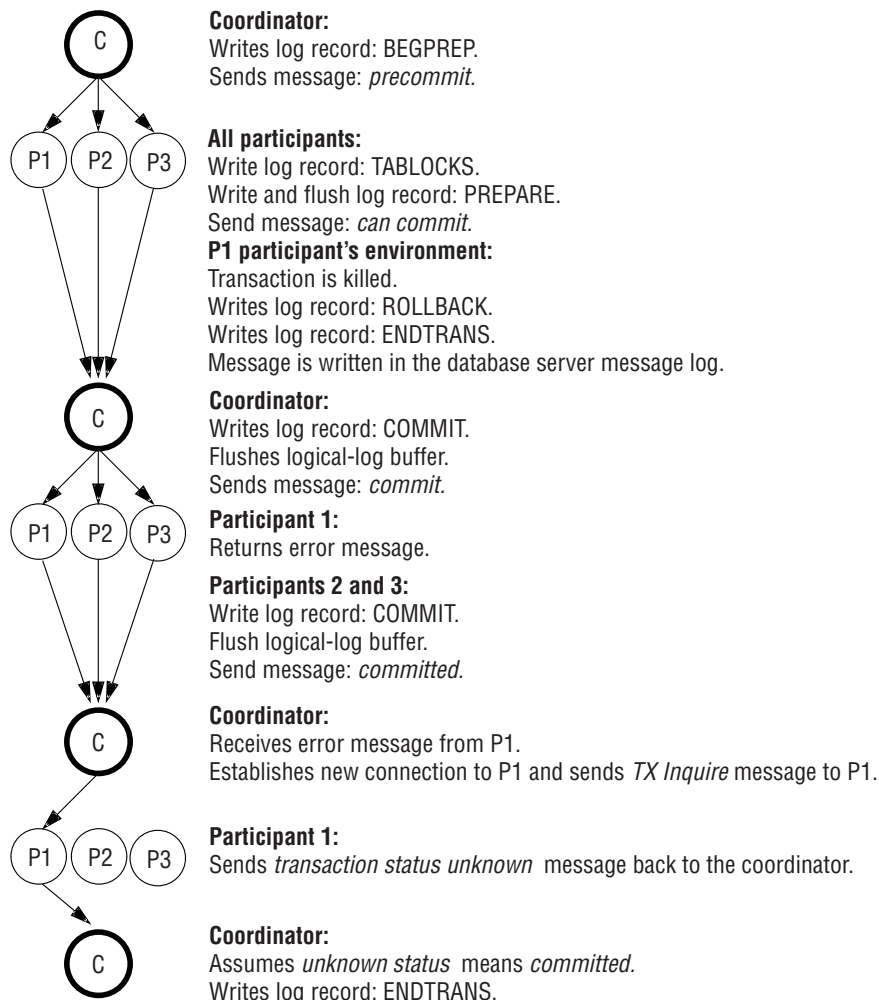 C
Coordinator:
Writes log record: BEGPREP.
Sends message: precommit.
P1 P2 P3
All participants:
Write log record: TABLOCKS.
Write and flush log record: PREPARE.
Send message: can commit.
P1 participant's environment:
Transaction is killed.
Writes log record: ROLLBACK.
Writes log record: ENDTRANS.
Message is written in the database server message log.
C
Coordinator:
Writes log record: COMMIT.
Flushes logical-log buffer.
Sends message: commit.
P1 P2 P3
Participant 1:
Returns error message.
Participants 2 and 3:
Write log record: COMMIT.
Flush logical-log buffer.
Send message: committed.
C
Coordinator:
Receives error message from P1.
Establishes new connection to P1 and sends TX Inquire message to P1.
P1 P2 P3
Participant 1:
Sends transaction status unknown message back to the coordinator.
C
Coordinator:
Assumes unknown status means committed.
Writes log record: ENDTRANS.